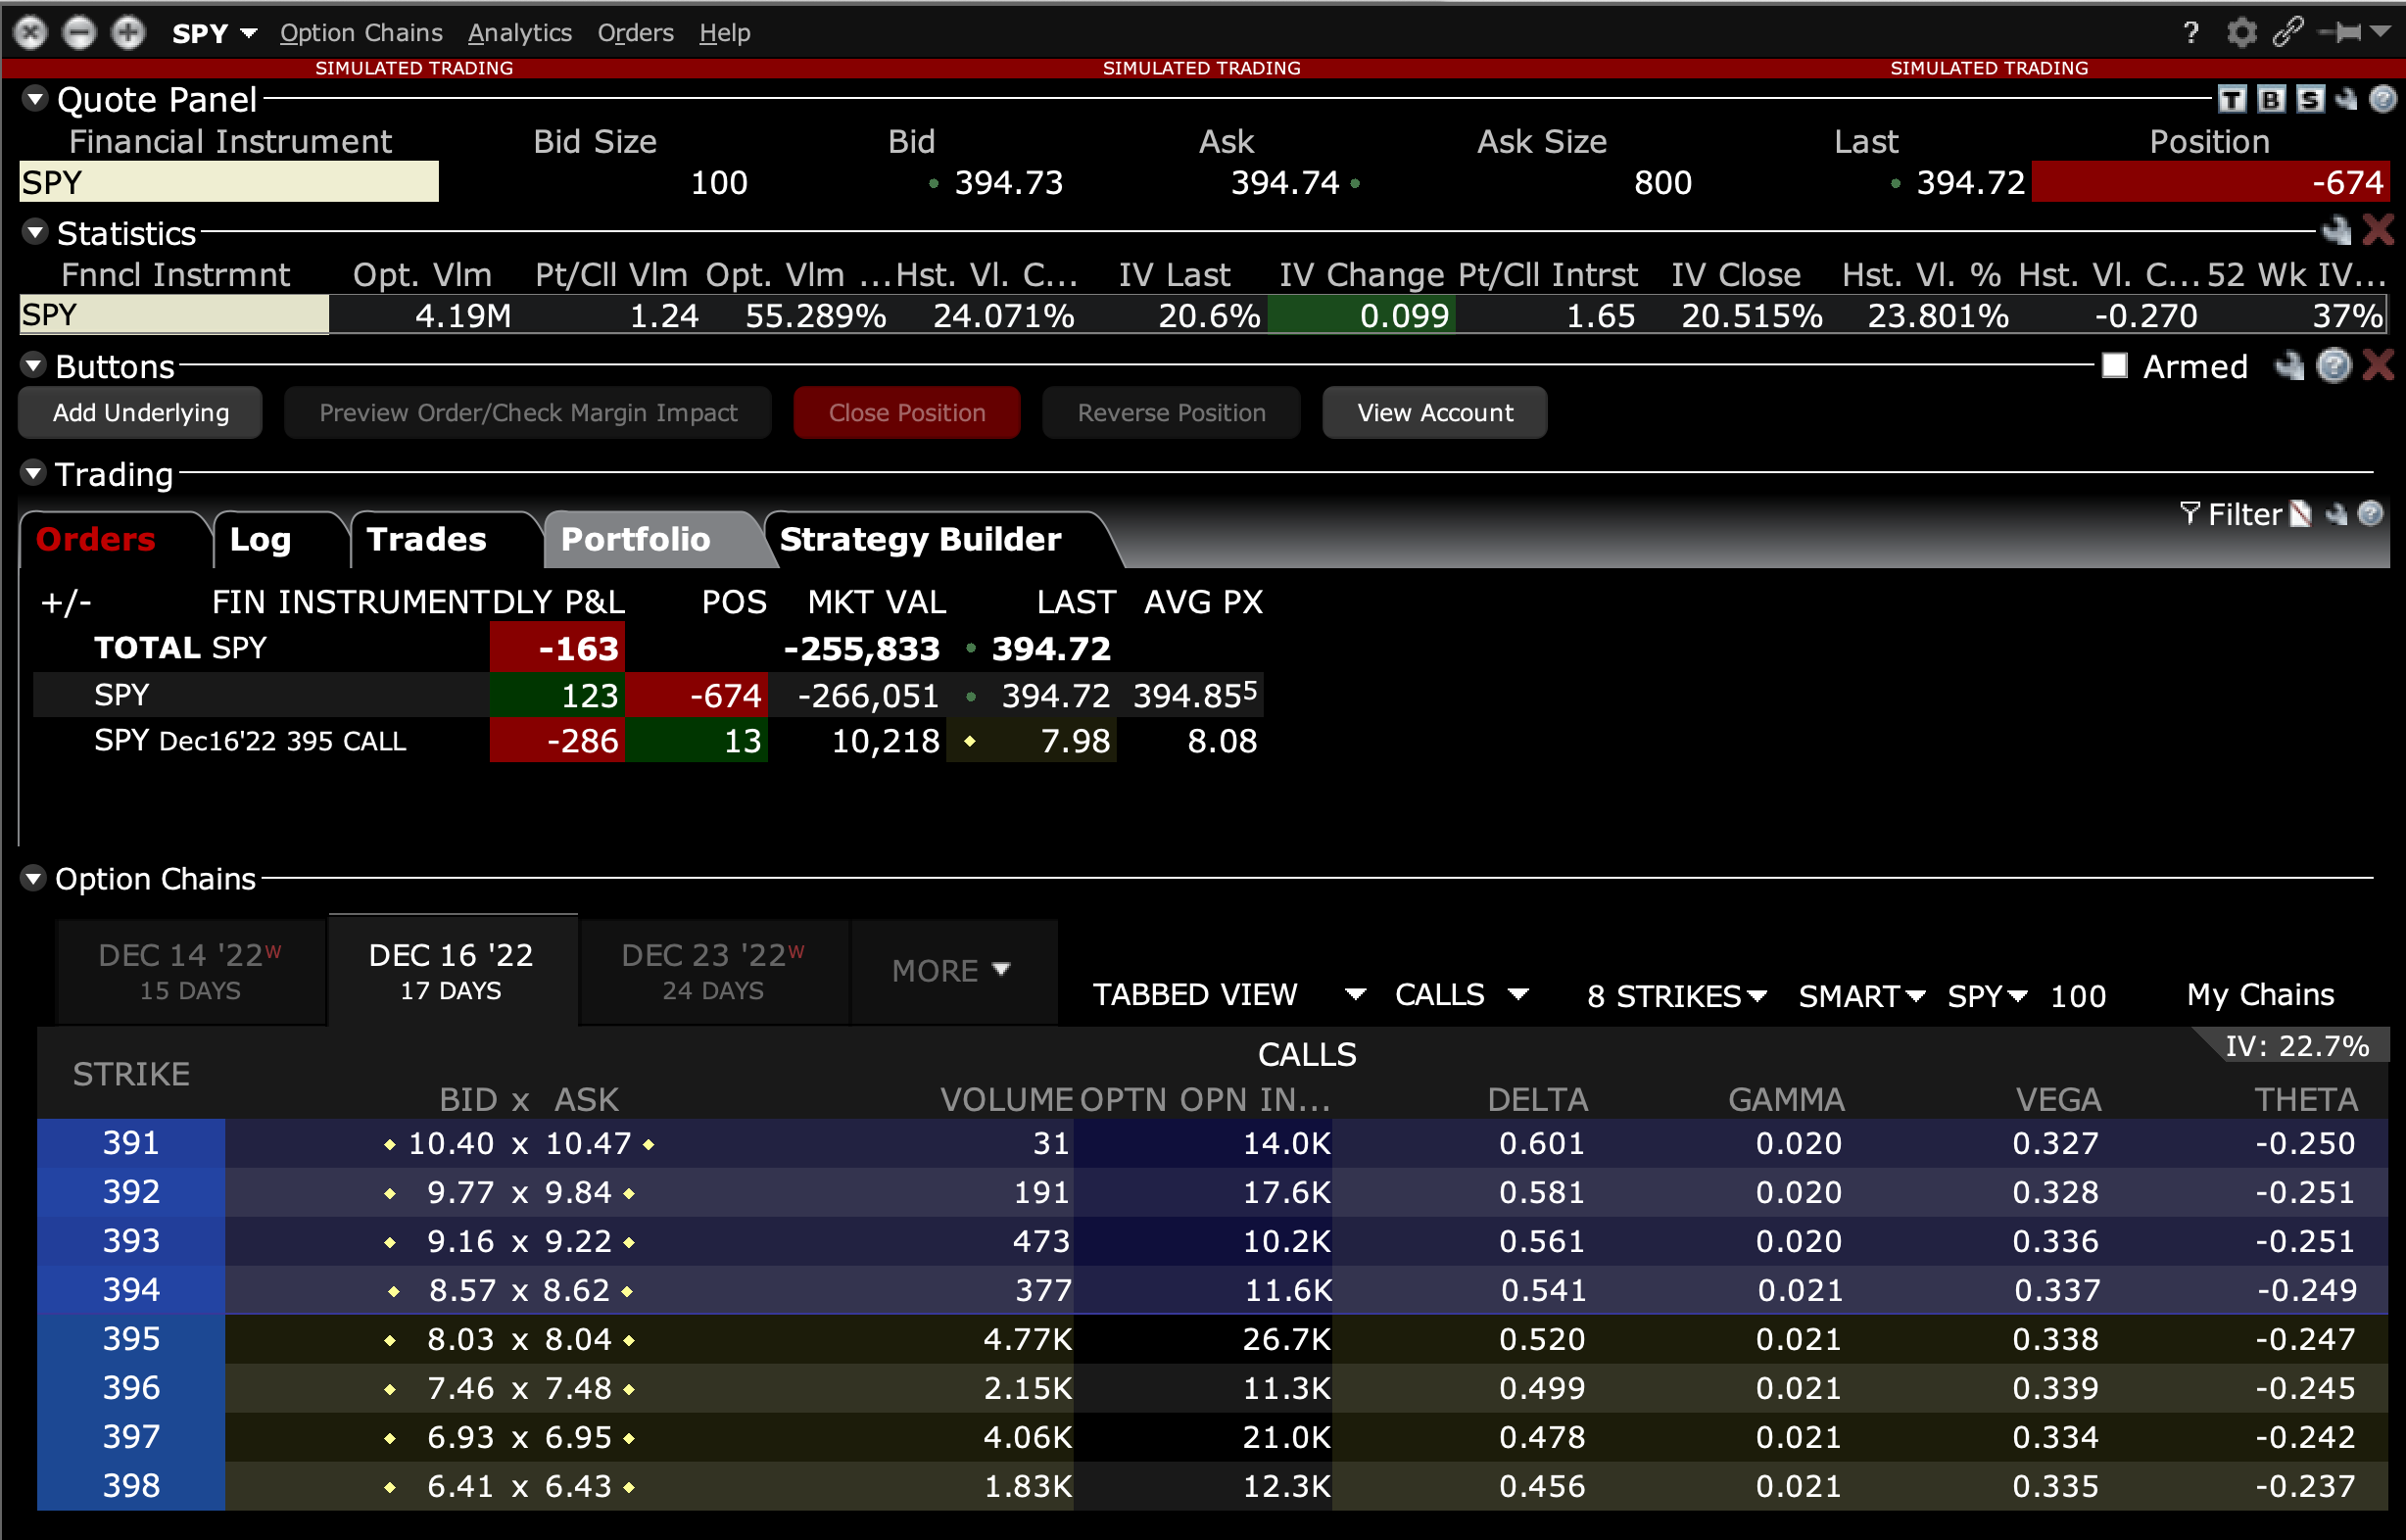 SPY Option Chains Analytics Orders Help ?
SIMULATED TRADING SIMULATED TRADING SIMULATED TRADING
Quote Panel T B S ?
Financial Instrument Bid Size Bid Ask Ask Size Last Position
SPY 100 394.73 394.74 800 394.72 -674
Statistics
Fnncl Instrmnt Opt. Vlm Pt/Cll Vlm Opt. Vlm ... Hst. Vl. C... IV Last IV Change Pt/Cll Intrst IV Close Hst. Vl. % Hst. Vl. C... 52 Wk IV...
SPY 4.19M 1.24 55.289% 24.071% 20.6% 0.099 1.65 20.515% 23.801% -0.270 37%
Buttons Armed ?
Add Underlying Preview Order/Check Margin Impact Close Position Reverse Position View Account
Trading
Filter ?
Orders Log Trades Portfolio Strategy Builder
+/- FIN INSTRUMENT DLY P&L POS MKT VAL LAST AVG PX
TOTAL SPY -163 -255,833 394.72
SPY 123 -674 -266,051 394.72 394.85⁵
SPY Dec16'22 395 CALL -286 13 10,218 7.98 8.08
Option Chains
DEC 14 '22W DEC 16 '22 DEC 23 '22W MORE
15 DAYS 17 DAYS 24 DAYS
TABBED VIEW CALLS 8 STRIKES SMART SPY 100 My Chains
CALLS IV: 22.7%
STRIKE BID x ASK VOLUME OPTN OPN IN... DELTA GAMMA VEGA THETA
391 10.40 x 10.47 31 14.0K 0.601 0.020 0.327 -0.250
392 9.77 x 9.84 191 17.6K 0.581 0.020 0.328 -0.251
393 9.16 x 9.22 473 10.2K 0.561 0.020 0.336 -0.251
394 8.57 x 8.62 377 11.6K 0.541 0.021 0.337 -0.249
395 8.03 x 8.04 4.77K 26.7K 0.520 0.021 0.338 -0.247
396 7.46 x 7.48 2.15K 11.3K 0.499 0.021 0.339 -0.245
397 6.93 x 6.95 4.06K 21.0K 0.478 0.021 0.334 -0.242
398 6.41 x 6.43 1.83K 12.3K 0.456 0.021 0.335 -0.237